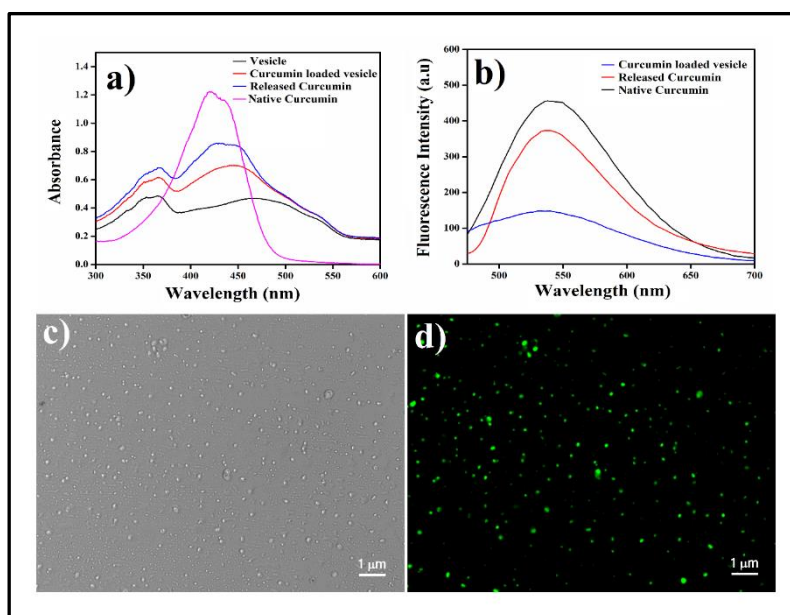 a)
Vesicle
Curcumin loaded vesicle
Released Curcumin
Native Curcumin
1.4
1.2
1.0
0.8
0.6
0.4
0.2
0.0
Absorbance
300 350 400 450 500 550 600
Wavelength (nm)
b)
Curcumin loaded vesicle
Released Curcumin
Native Curcumin
600
500
400
300
200
100
0
Fluorescence Intensity (a.u)
500 550 600 650 700
Wavelength (nm)
c)
1 μm
d)
1 μm